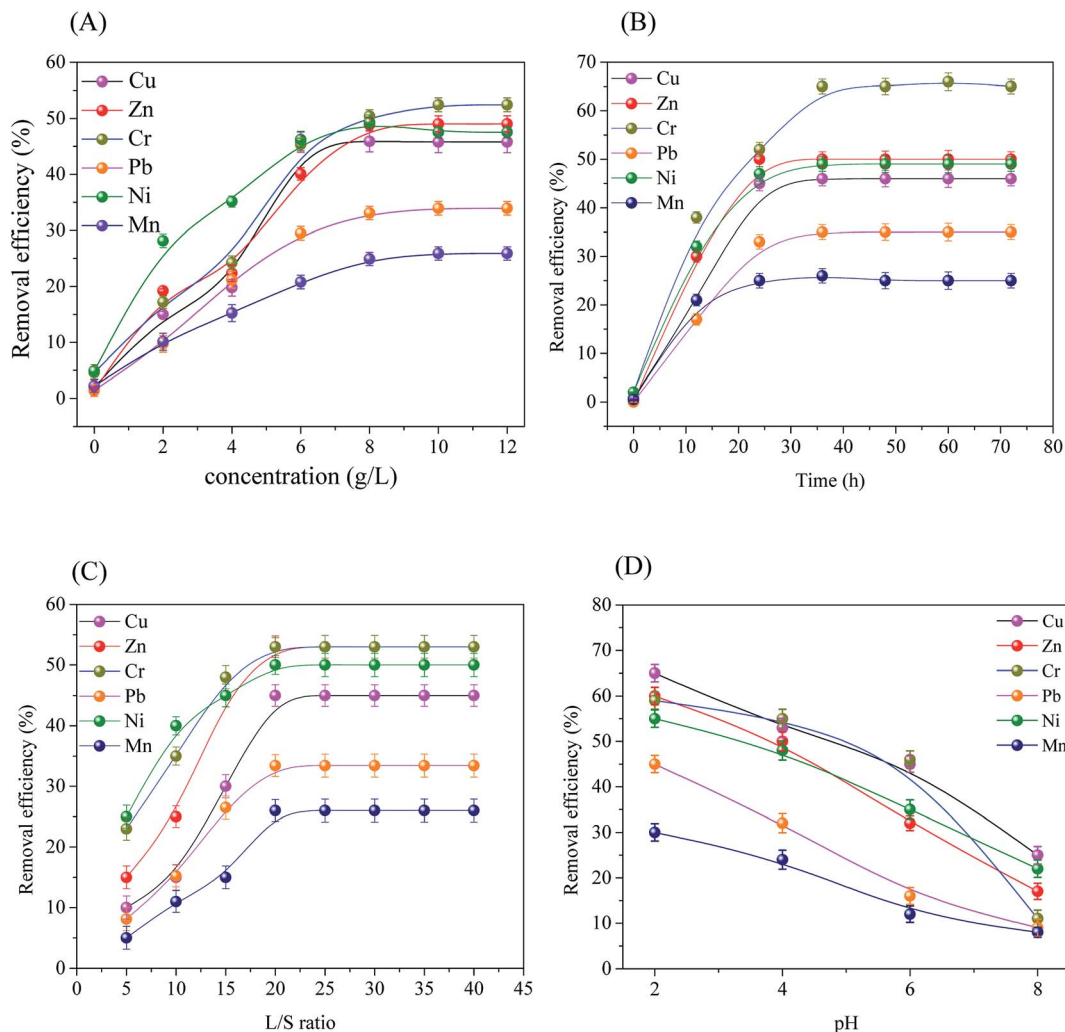 (A)
Removal efficiency (%)
60
50
40
30
20
10
0
Cu
Zn
Cr
Pb
Ni
Mn
0 2 4 6 8 10 12
concentration (g/L)
(B)
Removal efficiency (%)
70
60
50
40
30
20
10
0
Cu
Zn
Cr
Pb
Ni
Mn
0 10 20 30 40 50 60 70 80
Time (h)
(C)
Removal efficiency (%)
60
50
40
30
20
10
0
Cu
Zn
Cr
Pb
Ni
Mn
0 5 10 15 20 25 30 35 40 45
L/S ratio
(D)
Removal efficiency (%)
80
70
60
50
40
30
20
10
0
Cu
Zn
Cr
Pb
Ni
Mn
2 4 6 8
pH